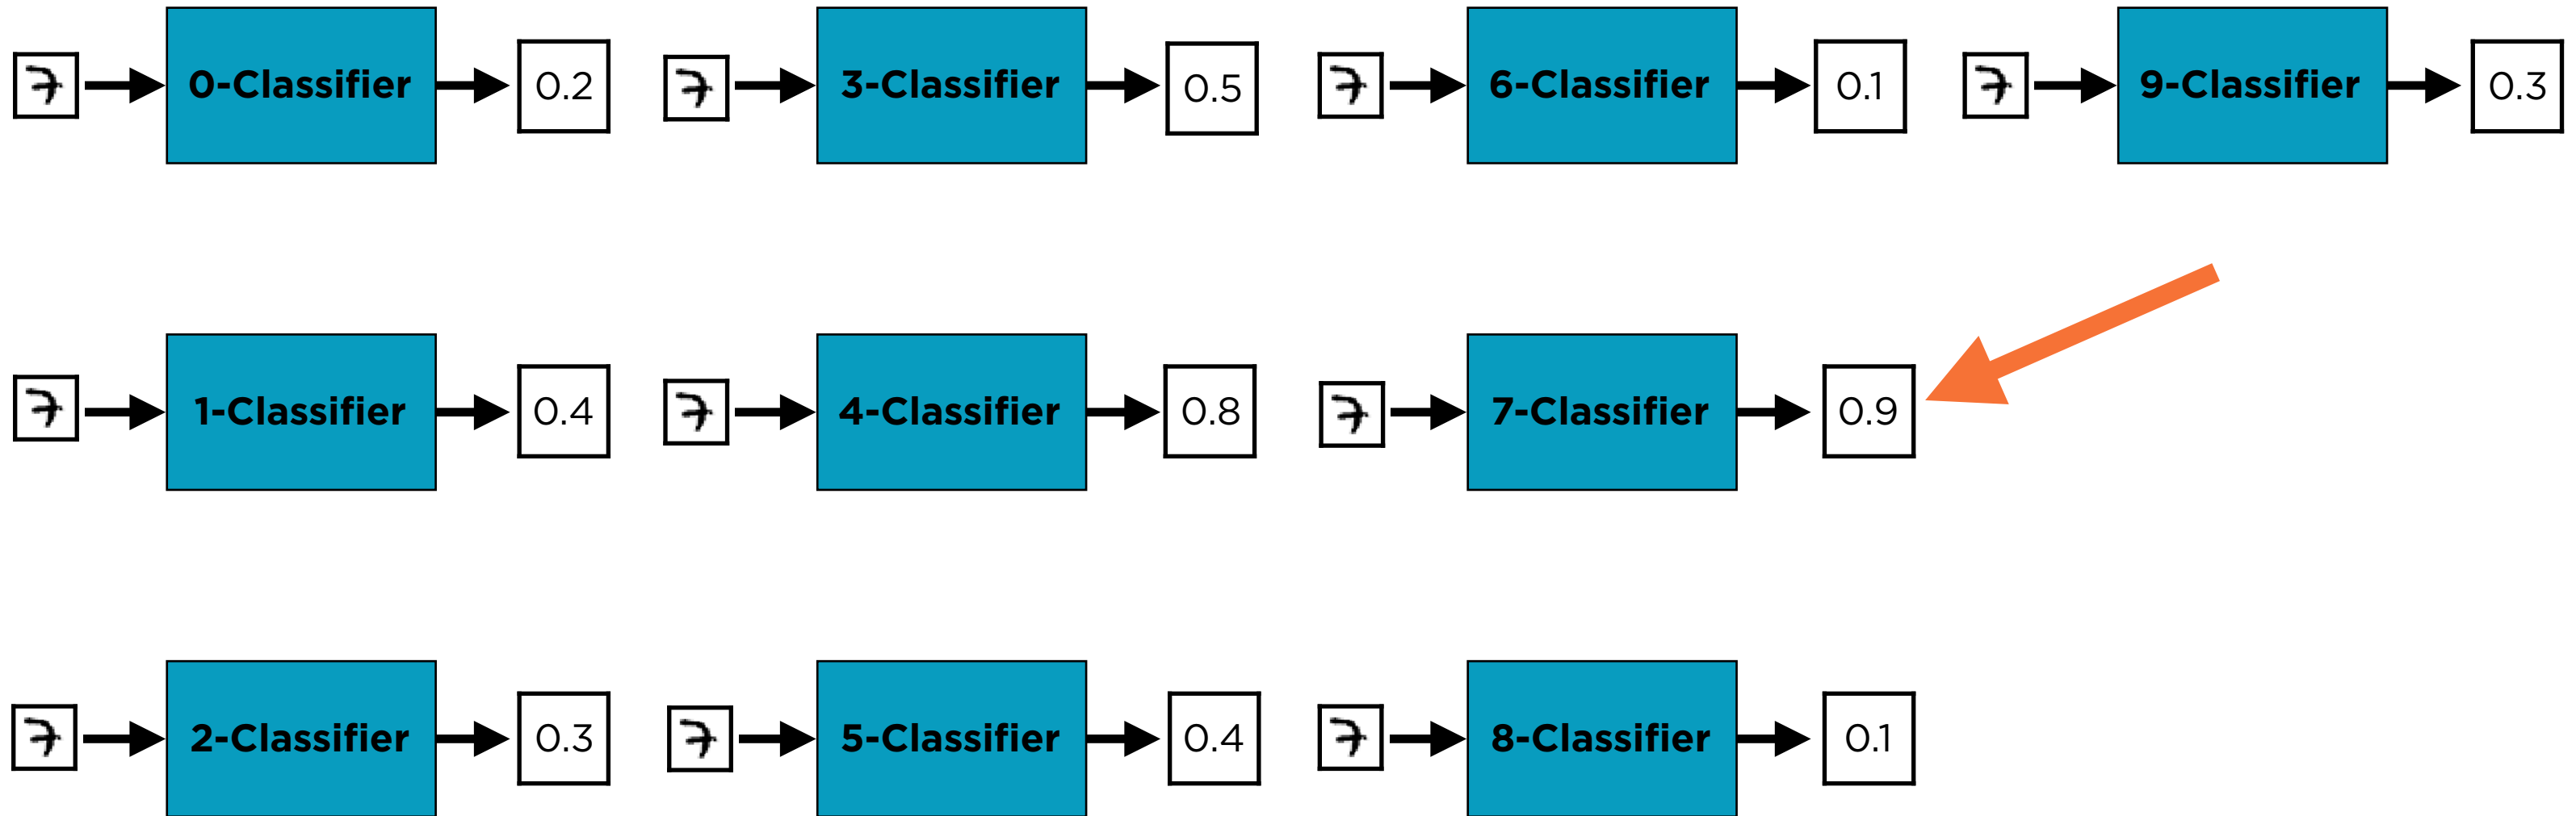 0-Classifier 0.2 3-Classifier 0.5 6-Classifier 0.1 9-Classifier 0.3
1-Classifier 0.4 4-Classifier 0.8 7-Classifier 0.9
2-Classifier 0.3 5-Classifier 0.4 8-Classifier 0.1